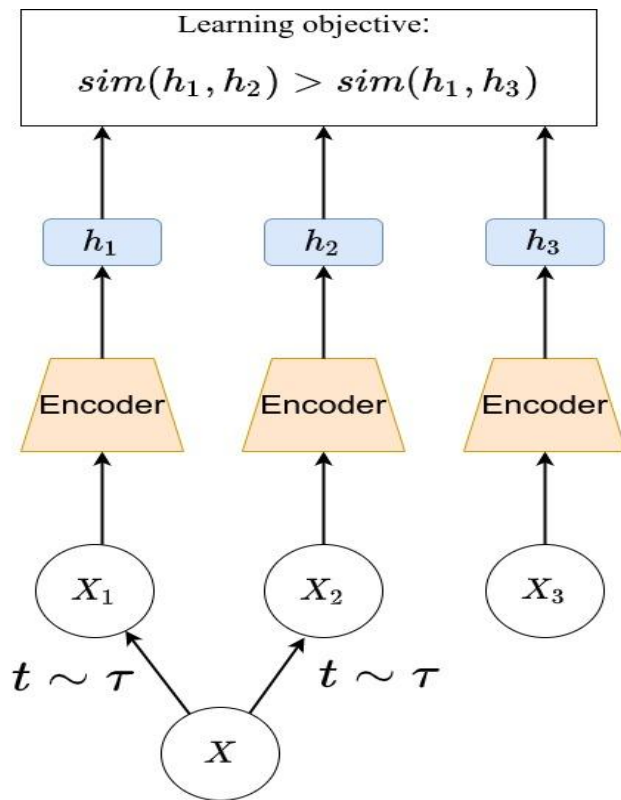 Learning objective:
sim(h₁, h₂) > sim(h₁, h₃)
h₁ h₂ h₃
Encoder Encoder Encoder
X₁ X₂ X₃
t ∼ τ t ∼ τ
X